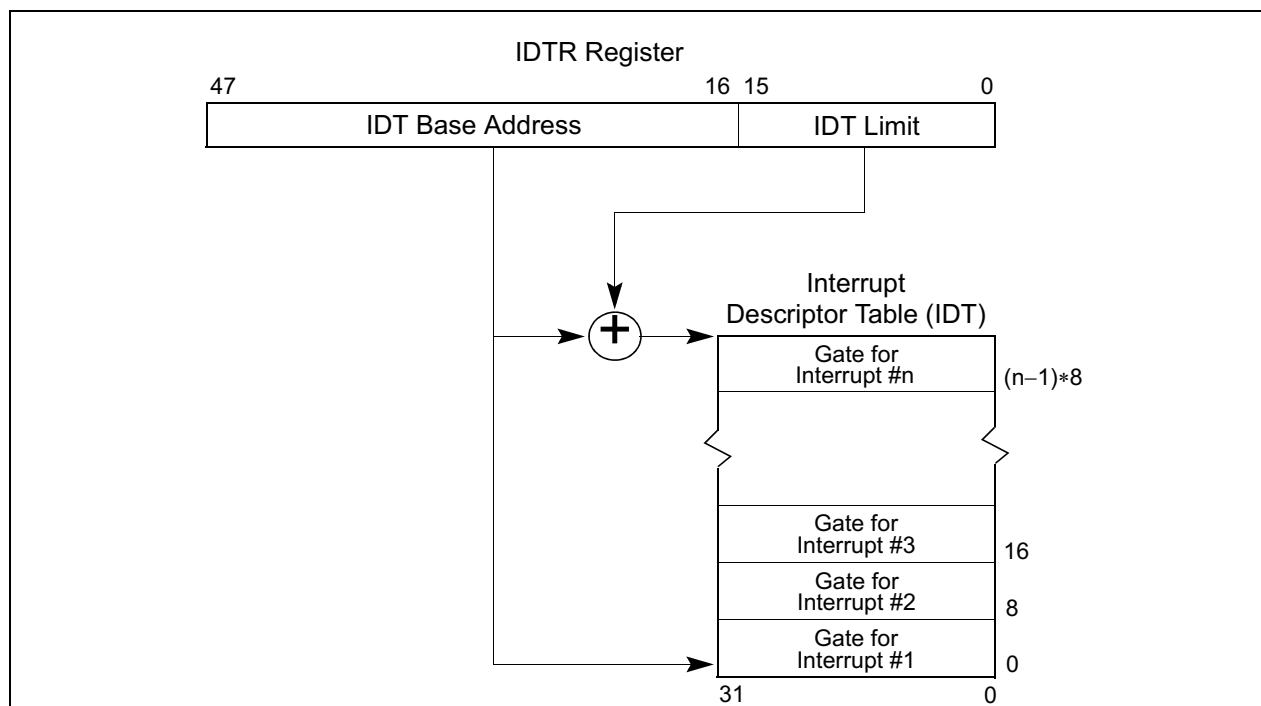 IDTR Register
47 16 15 0
IDT Base Address IDT Limit
Interrupt
Descriptor Table (IDT)
+
Gate for
Interrupt #n
(n−1)∗8
Gate for
Interrupt #3
16
Gate for
Interrupt #2
8
Gate for
Interrupt #1
0
31 0